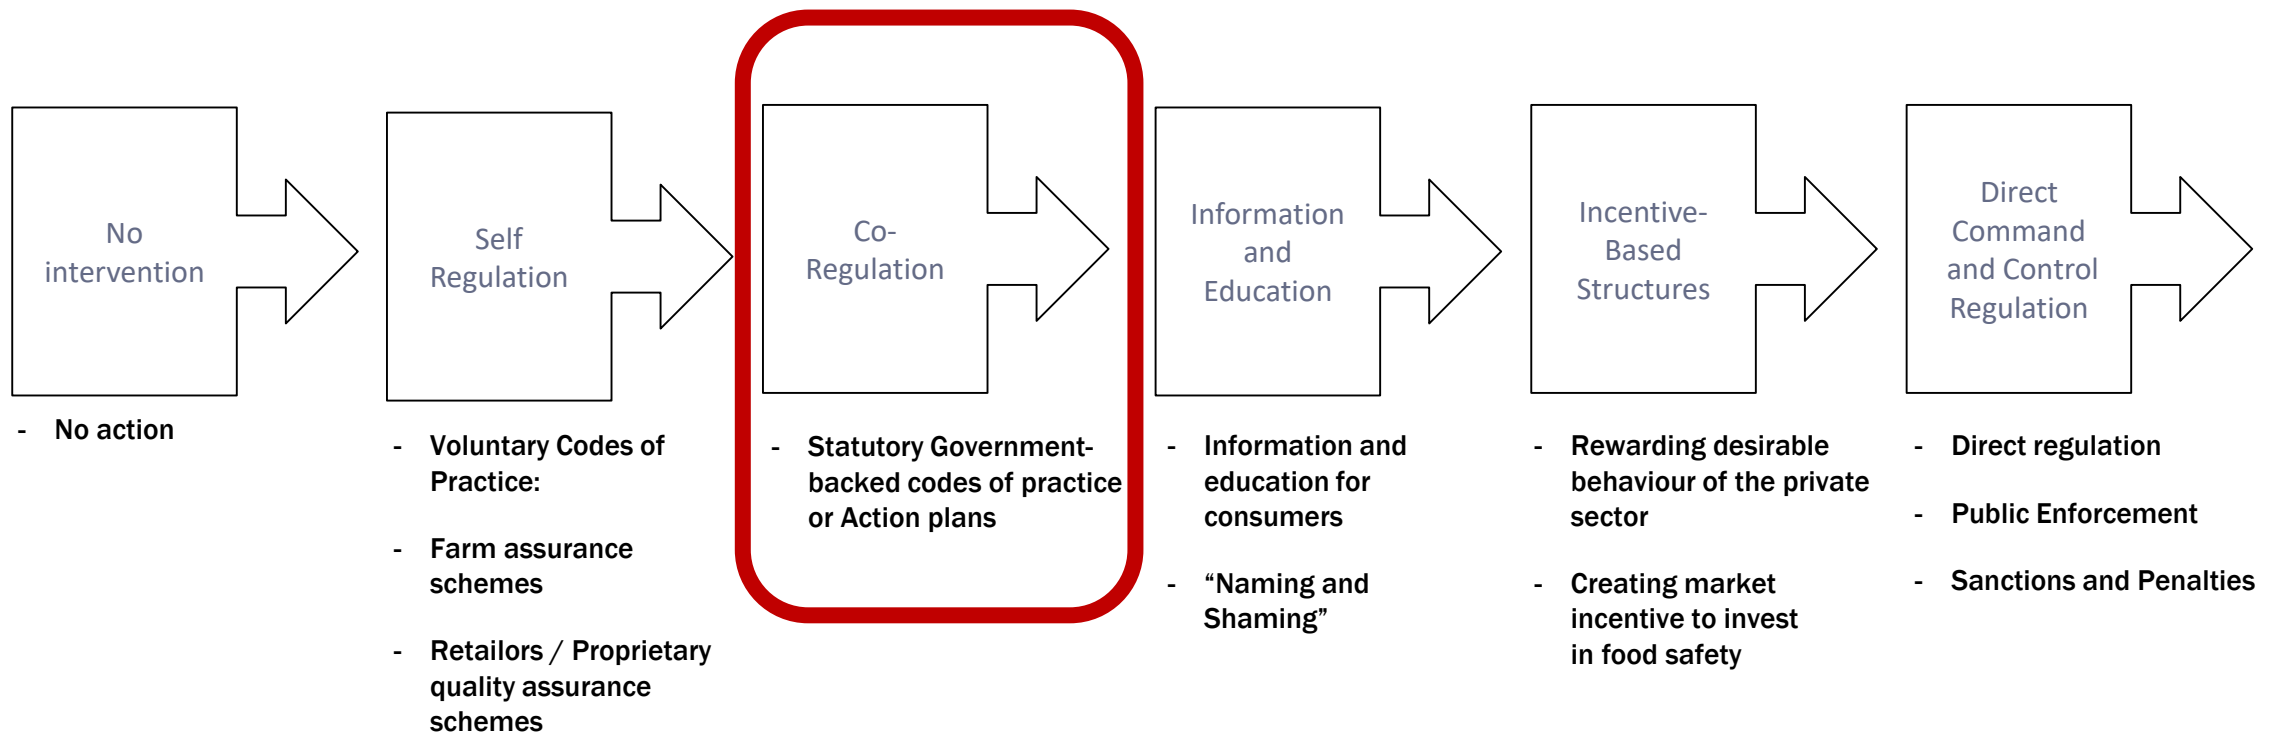 No
intervention
Self
Regulation
Co-
Regulation
Information
and
Education
Incentive-
Based
Structures
Direct
Command
and Control
Regulation
- No action
- Voluntary Codes of
Practice:
- Farm assurance
schemes
- Retailors / Proprietary
quality assurance
schemes
- Statutory Government-
backed codes of practice
or Action plans
- Information and
education for
consumers
- “Naming and
Shaming”
- Rewarding desirable
behaviour of the private
sector
- Creating market
incentive to invest
in food safety
- Direct regulation
- Public Enforcement
- Sanctions and Penalties